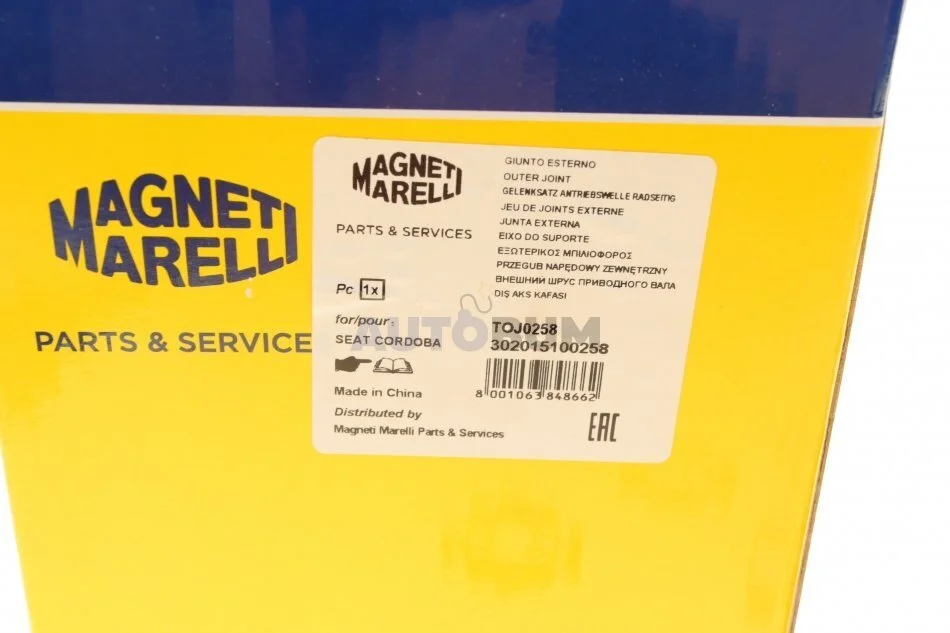 MAGNETI
MARELLI
PARTS & SERVICE
MAGNETI
MARELLI
PARTS & SERVICES
Pc 1x
for/pour:
SEAT CORDOBA
Made in China
Distributed by
Magneti Marelli Parts & Services
GIUNTO ESTERNO
OUTER JOINT
GELENKSATZ ANTRIEBSWELLE RADSEITIG
JEU DE JOINTS EXTERNE
JUNTA EXTERNA
EIXO DO SUPORTE
ΕΞΩΤΕΡΙΚΟΣ ΜΠΙΛΙΟΦΟΡΟΣ
PRZEGUB NAPĘDOWY ZEWNĘTRZNY
ВНЕШНИЙ ШРУС ПРИВОДНОГО ВАЛА
DIŞ AKS KAFASI
TOJ0258
302015100258
8 001063 848662
EAC
AUTOBUM